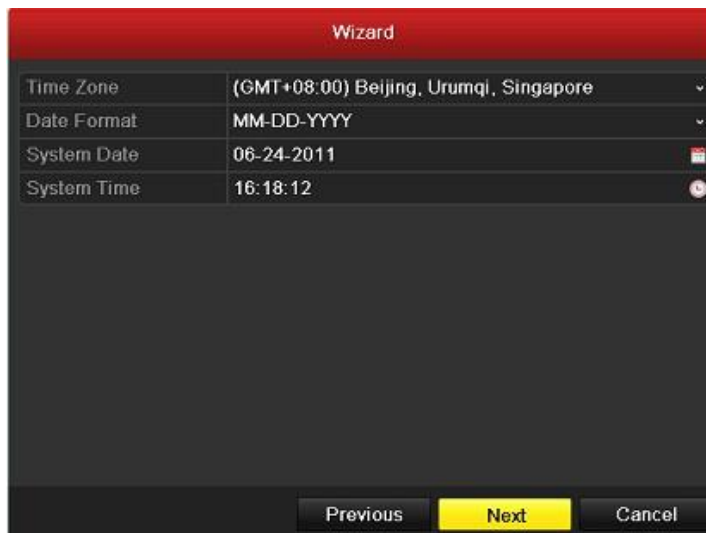 Wizard
Time Zone (GMT+08:00) Beijing, Urumqi, Singapore
Date Format MM-DD-YYYY
System Date 06-24-2011
System Time 16:18:12
Previous Next Cancel